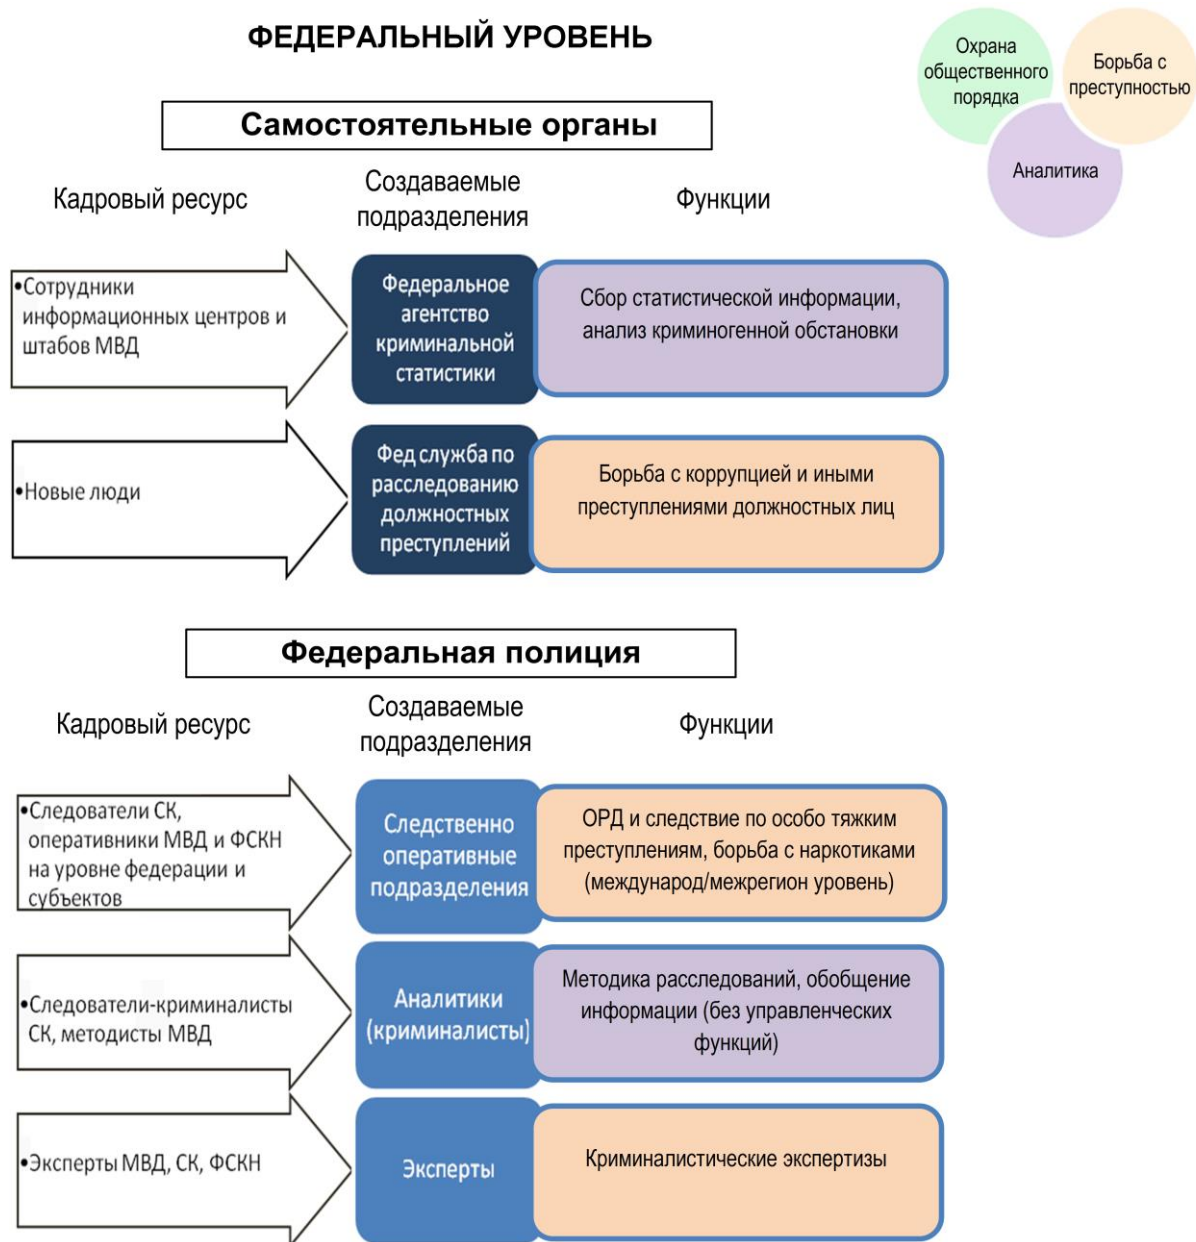 ФЕДЕРАЛЬНЫЙ УРОВЕНЬ
Охрана
общественного
порядка
Борьба с
преступностью
Аналитика
Самостоятельные органы
Кадровый ресурс
Создаваемые
подразделения
Функции
•Сотрудники
информационных центров и
штабов МВД
Федеральное
агентство
криминальной
статистики
Сбор статистической информации,
анализ криминогенной обстановки
•Новые люди
Фед служба по
расследованию
должностных
преступлений
Борьба с коррупцией и иными
преступлениями должностных лиц
Федеральная полиция
Кадровый ресурс
Создаваемые
подразделения
Функции
•Следователи СК,
оперативники МВД и ФСКН
на уровне федерации и
субъектов
Следственно
оперативные
подразделения
ОРД и следствие по особо тяжким
преступлениям, борьба с наркотиками
(международ/межрегион уровень)
•Следователи-криминалисты
СК, методисты МВД
Аналитики
(криминалисты)
Методика расследований, обобщение
информации (без управленческих
функций)
•Эксперты МВД, СК, ФСКН
Эксперты
Криминалистические экспертизы